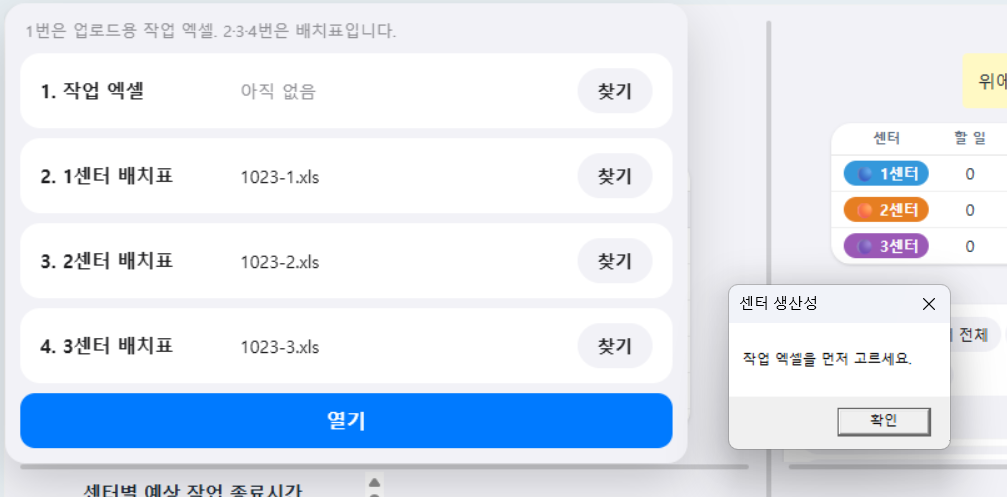 1번은 업로드용 작업 엑셀. 2·3·4번은 배치표입니다.
1. 작업 엑셀 아직 없음 찾기
2. 1센터 배치표 1023-1.xls 찾기
3. 2센터 배치표 1023-2.xls 찾기
4. 3센터 배치표 1023-3.xls 찾기
열기
센터별 예상 작업 종료시간
위에
센터 할 일
1센터 0
2센터 0
3센터 0
전체
센터 생산성
작업 엑셀을 먼저 고르세요.
확인